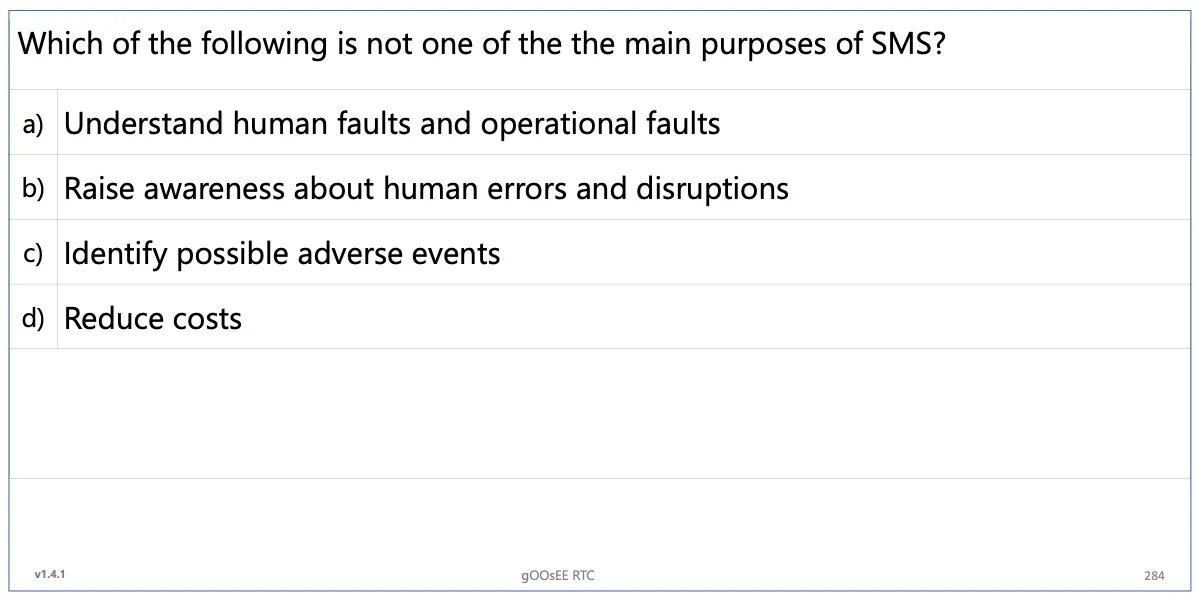 Which of the following is not one of the the main purposes of SMS?
a) Understand human faults and operational faults
b) Raise awareness about human errors and disruptions
c) Identify possible adverse events
d) Reduce costs
v1.4.1 gOOsEE RTC 284